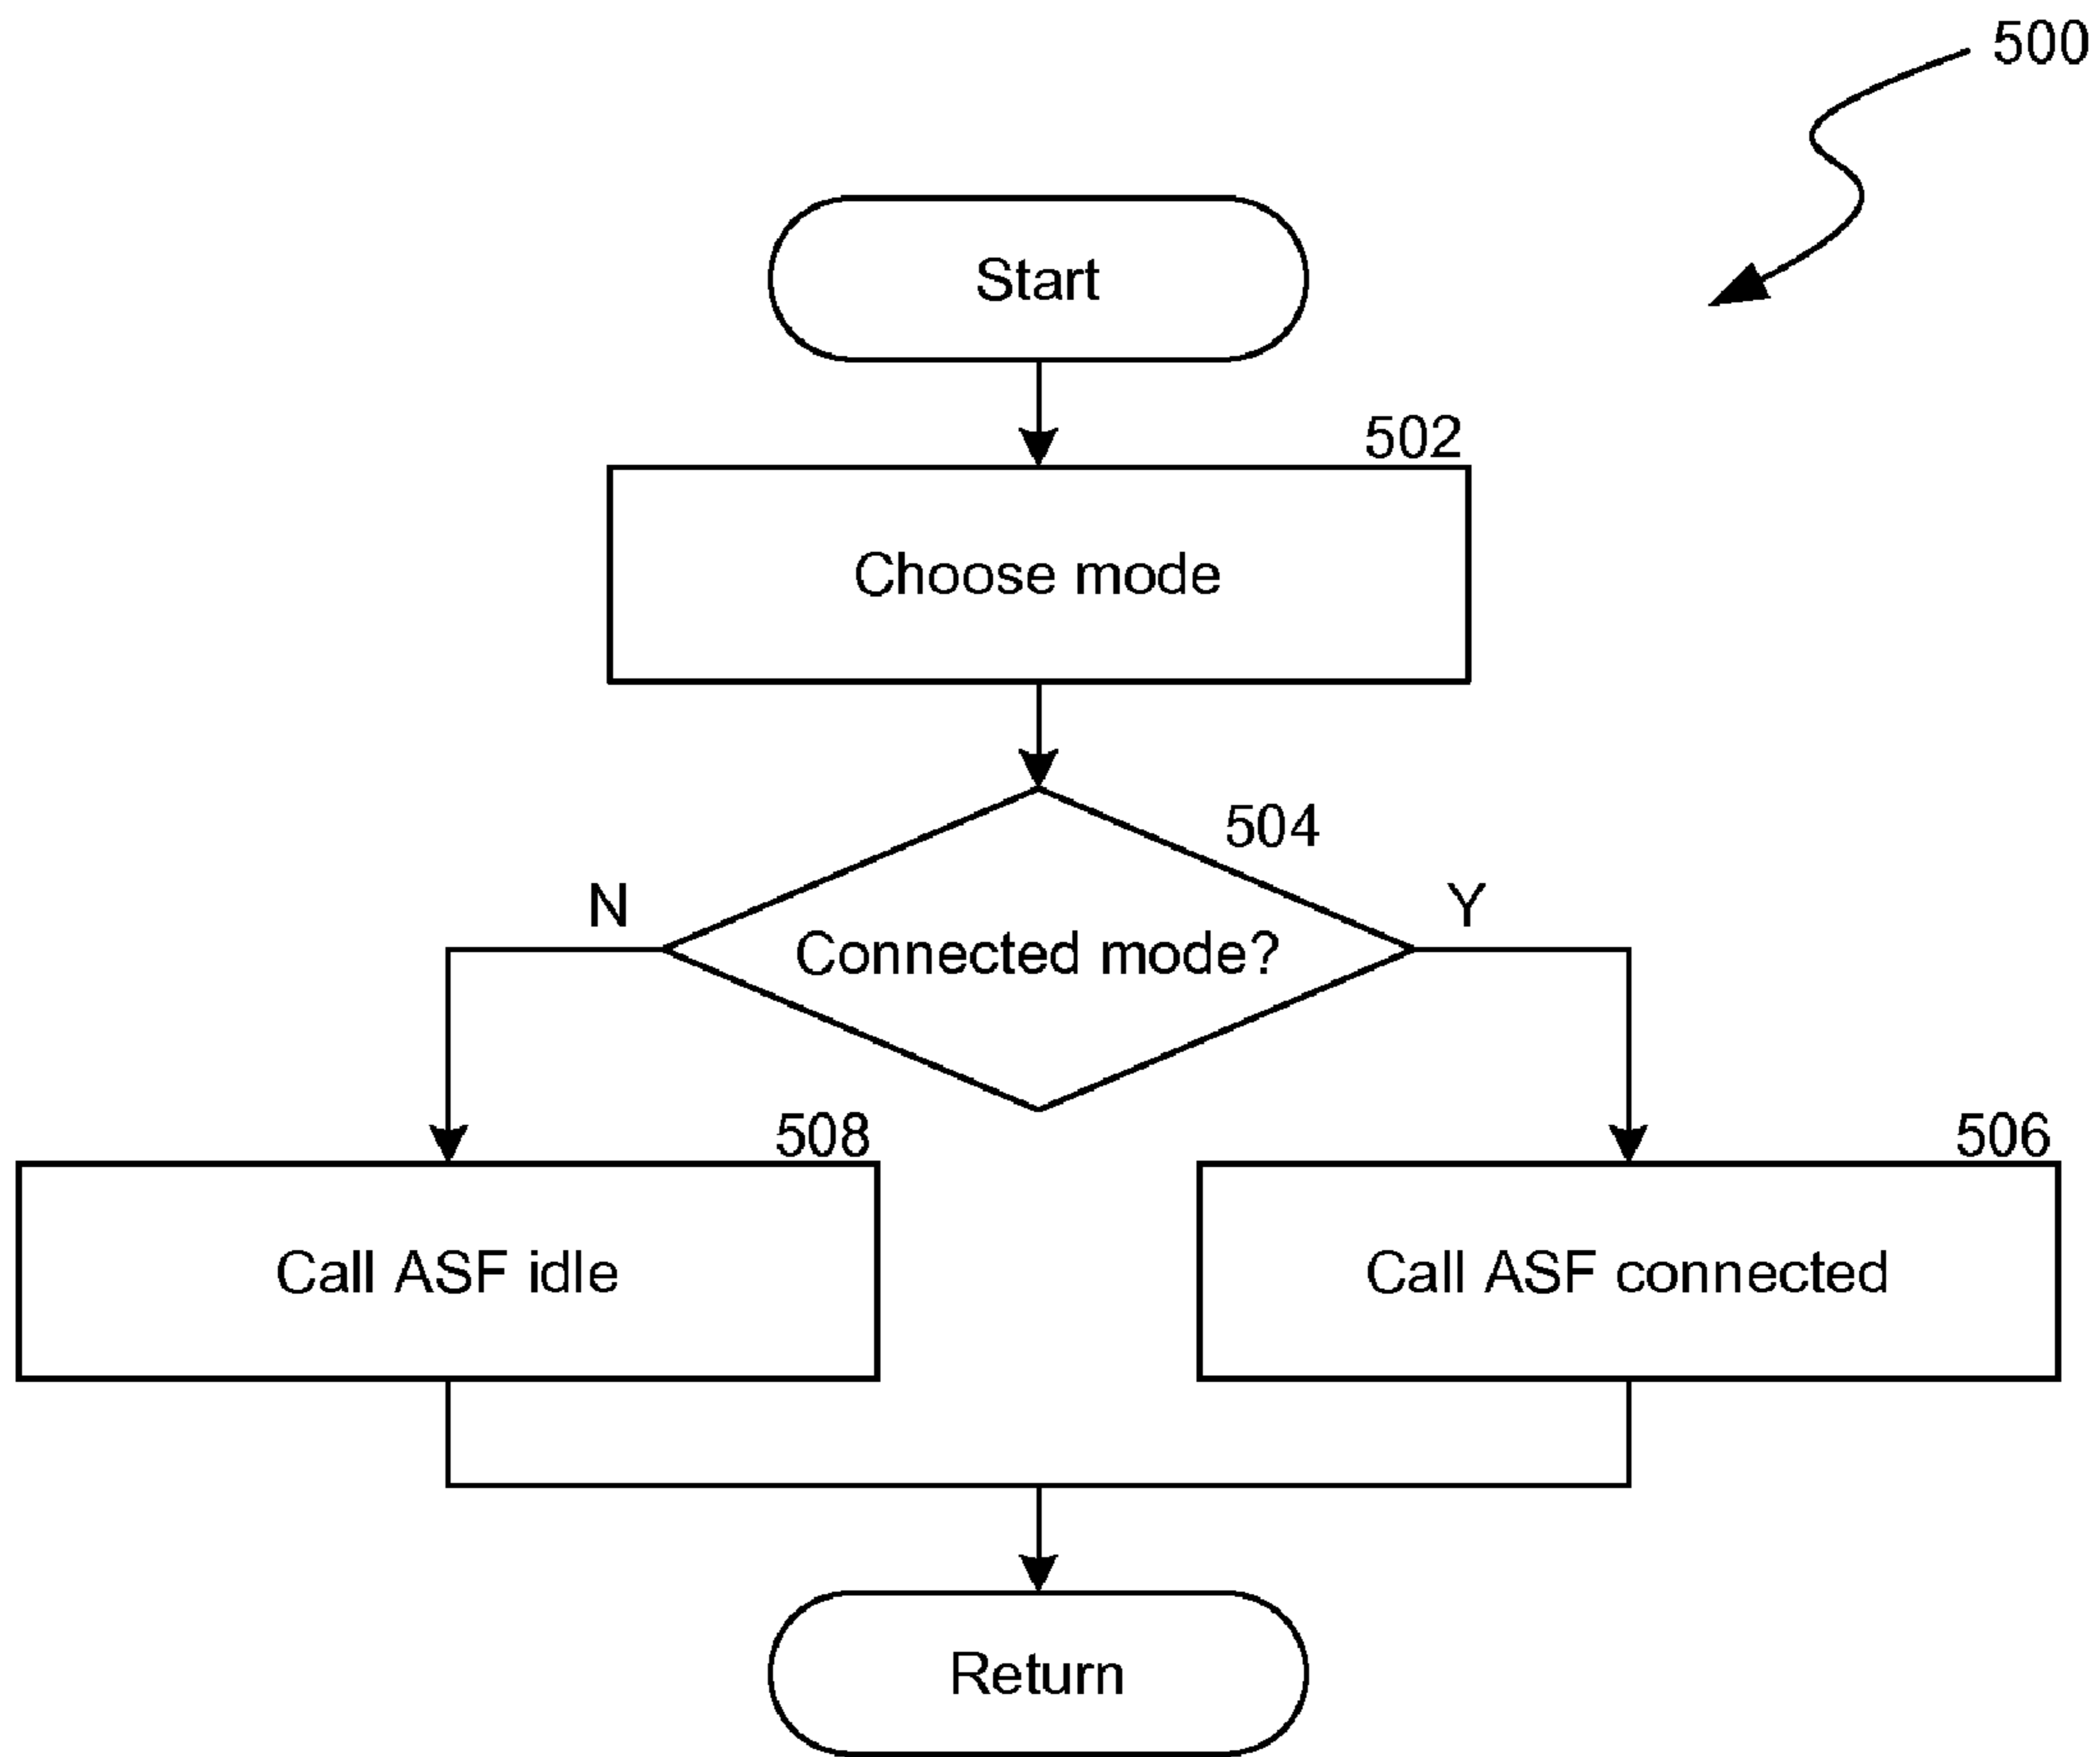 500
Start
502
Choose mode
504
N
Y
Connected mode?
508
506
Call ASF idle
Call ASF connected
Return